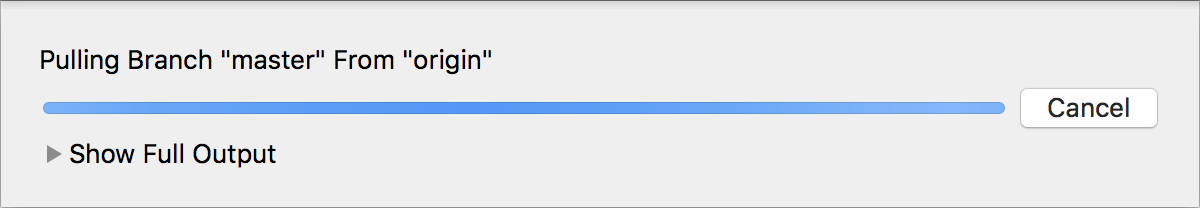 Pulling Branch "master" From "origin"
Cancel
Show Full Output